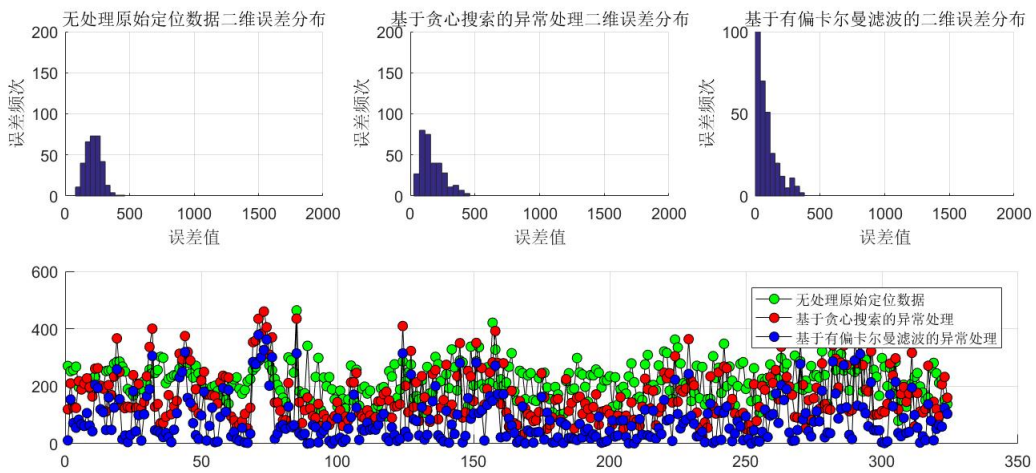 无处理原始定位数据二维误差分布
基于贪心搜索的异常处理二维误差分布
基于有偏卡尔曼滤波的二维误差分布
200
150
100
50
0
误差频次
0 500 1000 1500 2000
误差值
200
150
100
50
0
误差频次
0 500 1000 1500 2000
误差值
100
50
0
误差频次
0 500 1000 1500 2000
误差值
600
400
200
0
无处理原始定位数据
基于贪心搜索的异常处理
基于有偏卡尔曼滤波的异常处理
0 50 100 150 200 250 300 350